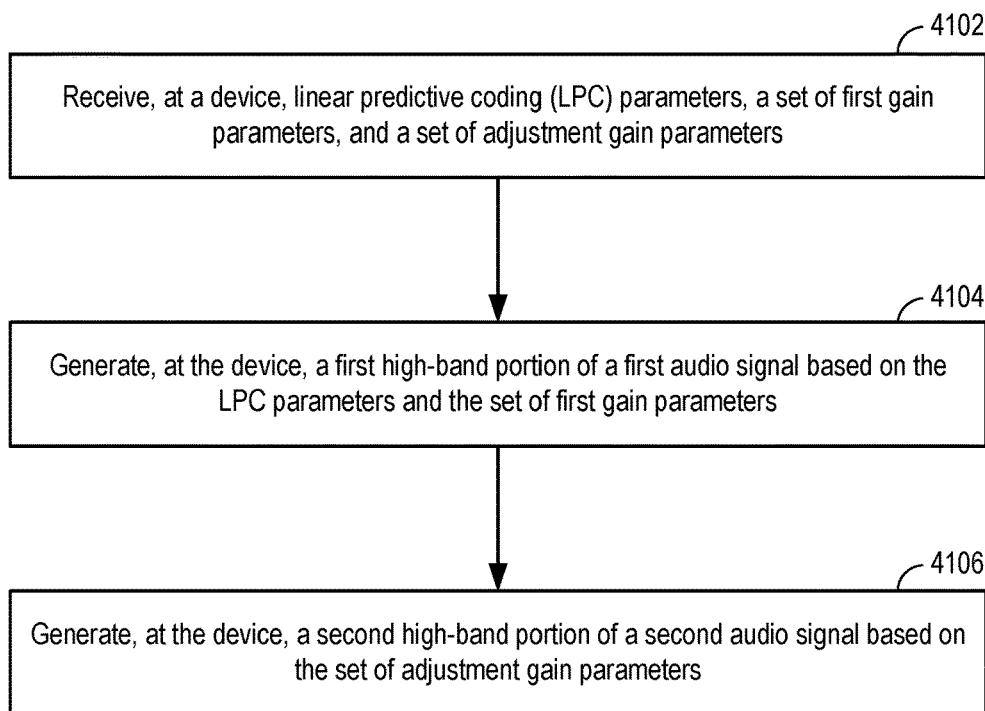 4102
Receive, at a device, linear predictive coding (LPC) parameters, a set of first gain
parameters, and a set of adjustment gain parameters
4104
Generate, at the device, a first high-band portion of a first audio signal based on the
LPC parameters and the set of first gain parameters
4106
Generate, at the device, a second high-band portion of a second audio signal based on
the set of adjustment gain parameters